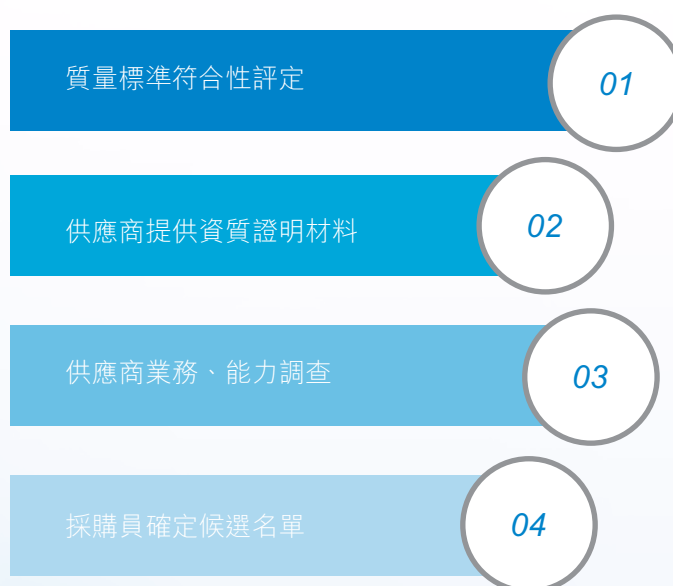 質量標準符合性評定
01
供應商提供資質證明材料
02
供應商業務、能力調查
03
採購員確定候選名單
04